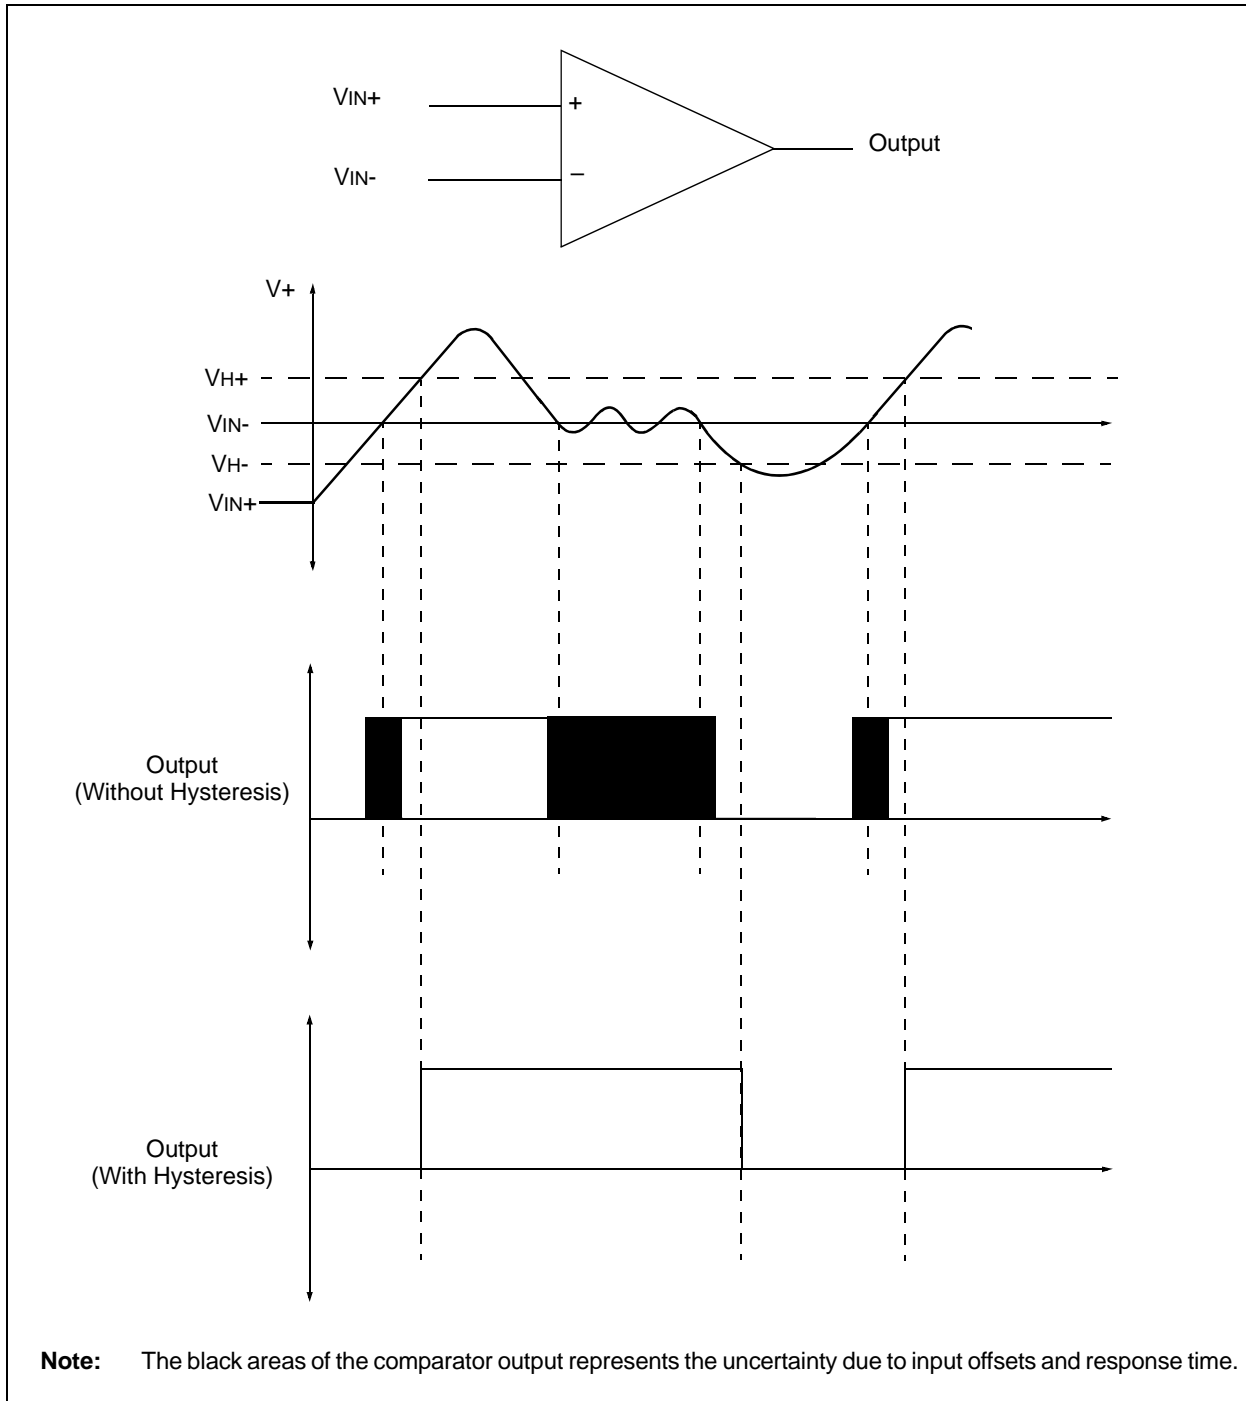 VIN+
+
Output
VIN-
–
V+
VH+
VIN-
VH-
VIN+
Output
(Without Hysteresis)
Output
(With Hysteresis)
Note: The black areas of the comparator output represents the uncertainty due to input offsets and response time.